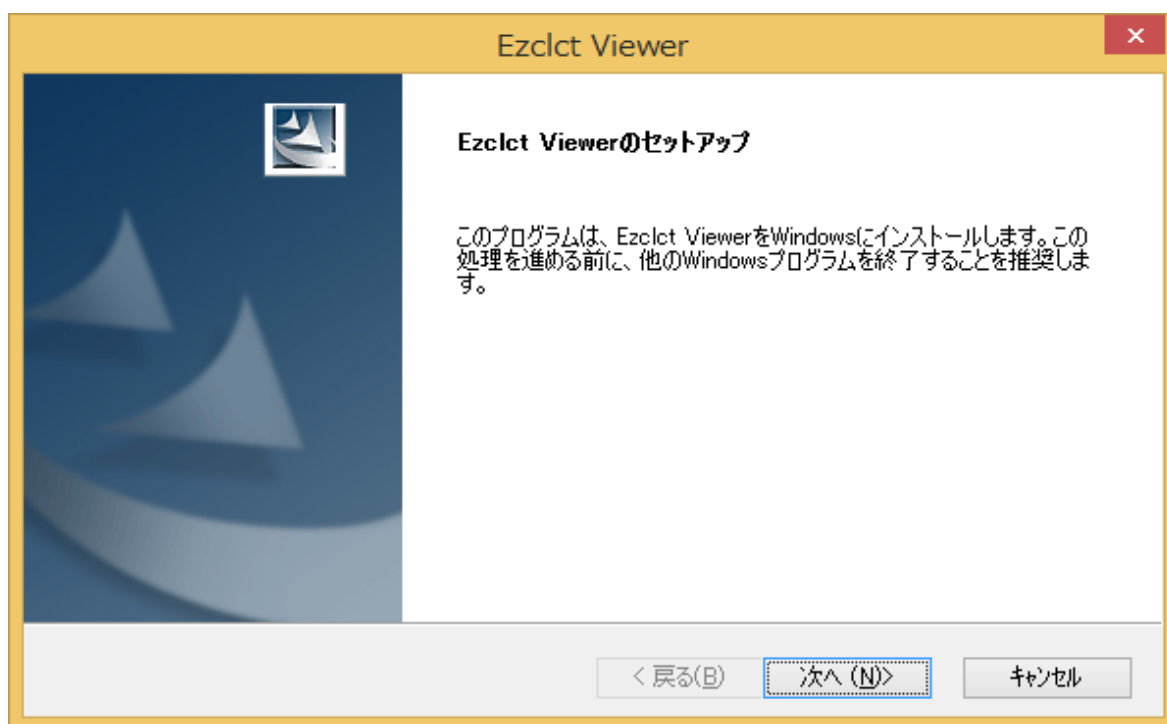 Ezclct Viewer
×
Ezclct Viewerのセットアップ
このプログラムは、Ezclct ViewerをWindowsにインストールします。この
処理を進める前に、他のWindowsプログラムを終了することを推奨しま
す。
< 戻る(B)
次へ (N)>
キャンセル